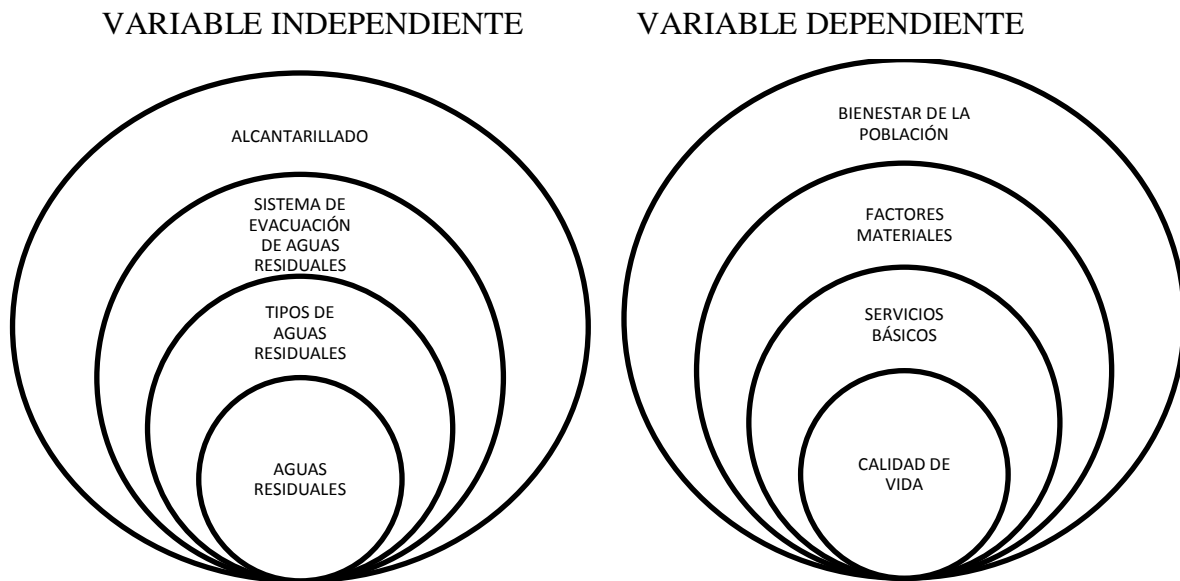 VARIABLE INDEPENDIENTE
ALCANTARILLADO
SISTEMA DE
EVACUACIÓN
DE AGUAS
RESIDUALES
TIPOS DE
AGUAS
RESIDUALES
AGUAS
RESIDUALES
VARIABLE DEPENDIENTE
BIENESTAR DE LA
POBLACIÓN
FACTORES
MATERIALES
SERVICIOS
BÁSICOS
CALIDAD DE
VIDA